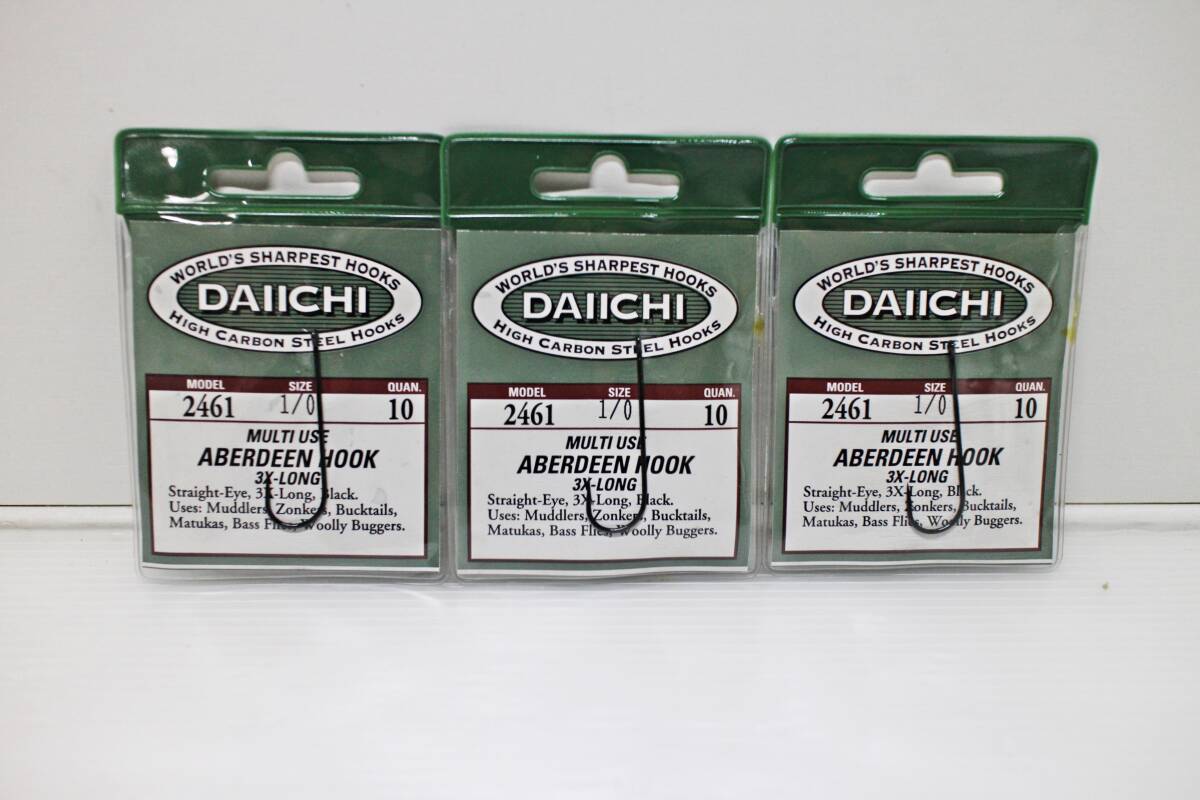 WORLD'S SHARPEST HOOKS
DAIICHI
HIGH CARBON STEEL HOOKS
MODEL SIZE QUAN.
2461 1/0 10
MULTI USE
ABERDEEN HOOK
3X-LONG
Straight-Eye, 3X-Long, Black.
Uses: Muddlers, Zonkers, Bucktails,
Matukas, Bass Flies, Woolly Buggers.
WORLD'S SHARPEST HOOKS
DAIICHI
HIGH CARBON STEEL HOOKS
MODEL SIZE QUAN.
2461 1/0 10
MULTI USE
ABERDEEN HOOK
3X-LONG
Straight-Eye, 3X-Long, Black.
Uses: Muddlers, Zonkers, Bucktails,
Matukas, Bass Flies, Woolly Buggers.
WORLD'S SHARPEST HOOKS
DAIICHI
HIGH CARBON STEEL HOOKS
MODEL SIZE QUAN.
2461 1/0 10
MULTI USE
ABERDEEN HOOK
3X-LONG
Straight-Eye, 3X-Long, Black.
Uses: Muddlers, Zonkers, Bucktails,
Matukas, Bass Flies, Woolly Buggers.